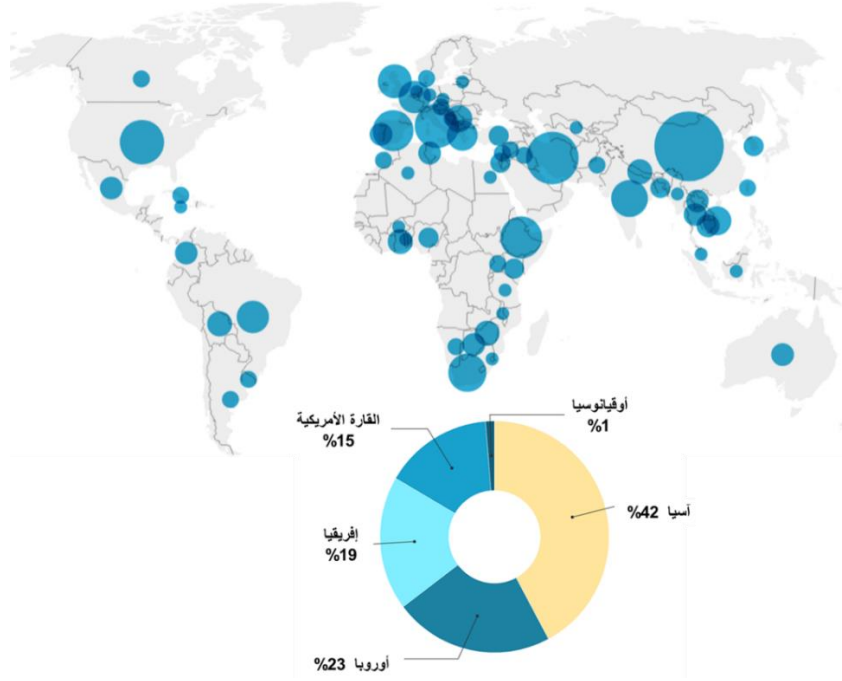 أوقيانوسيا
%1
القارة الأمريكية
%15
آسيا %42
إفريقيا
%19
أوروبا %23